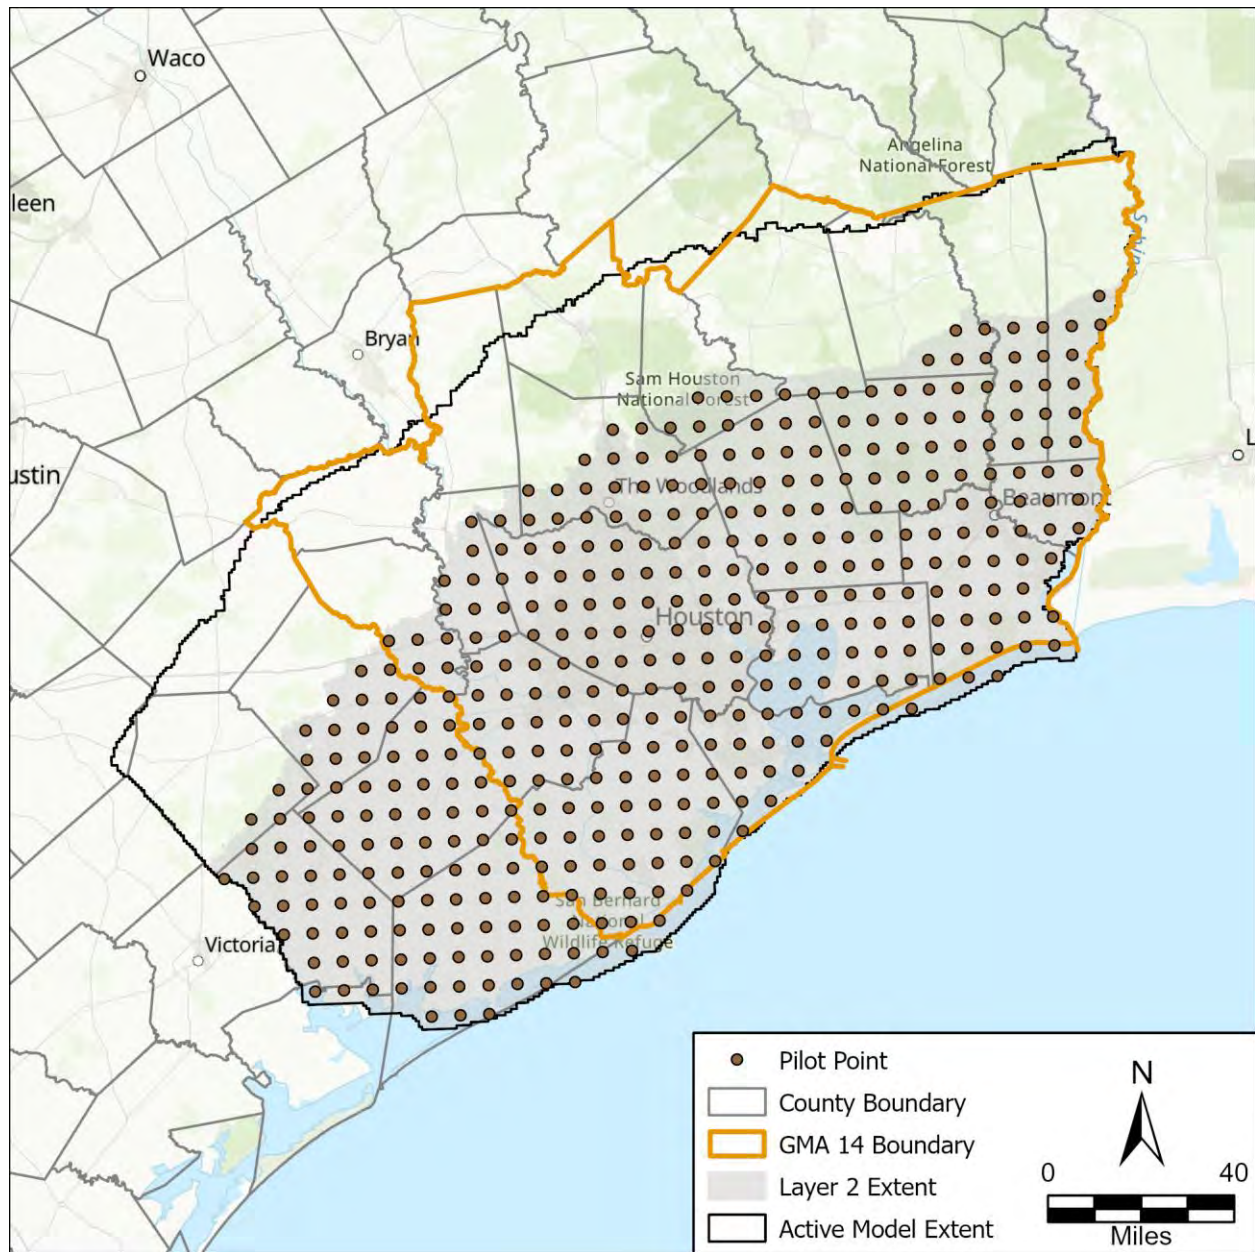 Waco
Angelina
National Forest
leen
Sabine
Bryan
Sam Houston
National Forest
ustin
L
The Woodlands
Beaumont
Houston
San Bernard
National
Wildlife Refuge
Victoria
Pilot Point
County Boundary
GMA 14 Boundary
Layer 2 Extent
Active Model Extent
N
0 40
Miles